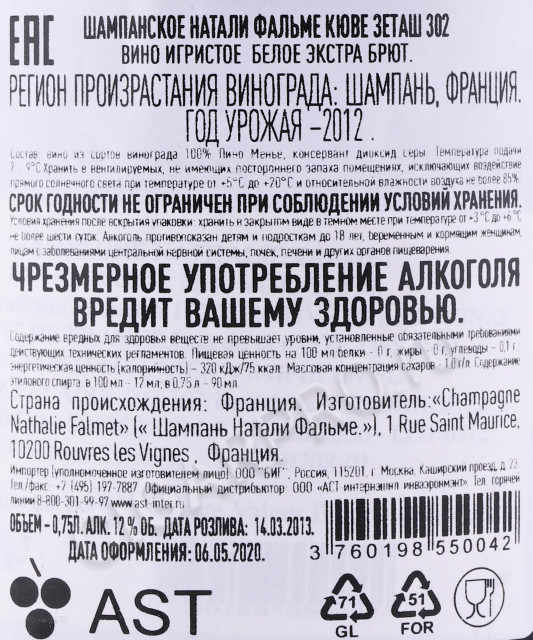 EAC
ШАМПАНСКОЕ НАТАЛИ ФАЛЬМЕ КЮВЕ ЗЕТАШ 302
ВИНО ИГРИСТОЕ БЕЛОЕ ЭКСТРА БРЮТ.
РЕГИОН ПРОИЗРАСТАНИЯ ВИНОГРАДА: ШАМПАНЬ, ФРАНЦИЯ.
ГОД УРОЖАЯ -2012 .
Состав: вино из сортов винограда 100% Пино Менье, консервант диоксид серы. Температура подачи
7 - 9°С Хранить в вентилируемых, не имеющих постороннего запаха помещениях, исключающих воздействие
прямого солнечного света при температуре от +5°С до +20°С и относительной влажности воздуха не более 85%.
СРОК ГОДНОСТИ НЕ ОГРАНИЧЕН ПРИ СОБЛЮДЕНИИ УСЛОВИЙ ХРАНЕНИЯ.
Условия хранения после вскрытия упаковки: хранить в закрытом виде в темном месте при температуре от +3°С до +6°С
не более шести суток. Алкоголь противопоказан детям и подросткам до 18 лет, беременным и кормящим женщинам,
лицам с заболеваниями центральной нервной системы, почек, печени и других органов пищеварения.
ЧРЕЗМЕРНОЕ УПОТРЕБЛЕНИЕ АЛКОГОЛЯ
ВРЕДИТ ВАШЕМУ ЗДОРОВЬЮ.
Содержание вредных для здоровья веществ не превышает уровни, установленные обязательными требованиями
действующих технических регламентов. Пищевая ценность на 100 мл белки - 0 г, жиры - 0 г, углеводы - 0,1 г.
энергетическая ценность (калорийность) - 320 кДж/75 ккал. Массовая концентрация сахаров - 1,0 г/л Содержание
этилового спирта: в 100 мл - 12 мл; в 0,75 л - 90 мл.
Страна происхождения: Франция. Изготовитель:«Champagne
Nathalie Falmet» (« Шампань Натали Фальме.»), 1 Rue Saint Maurice,
10200 Rouvres les Vignes , Франция.
Импортер (уполномоченное изготовителем лицо): ООО "БИГ", Россия, 115201, г. Москва, Каширский проезд, д. 23.
Тел./факс: +7 (495) 197-7887 Официальный дистрибьютор: ООО «АСТ-интернэшнл инваэронмэнт». Тел. горячей
линии 8-800-301-99-97 www.ast-inter.ru
ОБЪЕМ - 0,75Л. АЛК. 12 % ОБ. ДАТА РОЗЛИВА: 14.03.2013.
ДАТА ОФОРМЛЕНИЯ: 06.05.2020.
3 760198 550042
AST
71
GL
51
FOR